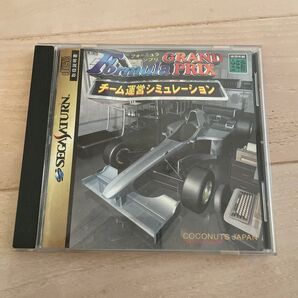 フォーミュラ
グランプリ
Formula GRAND PRIX
チーム運営シミュレーション
SEGA SATURN
COCONUTS JAPAN